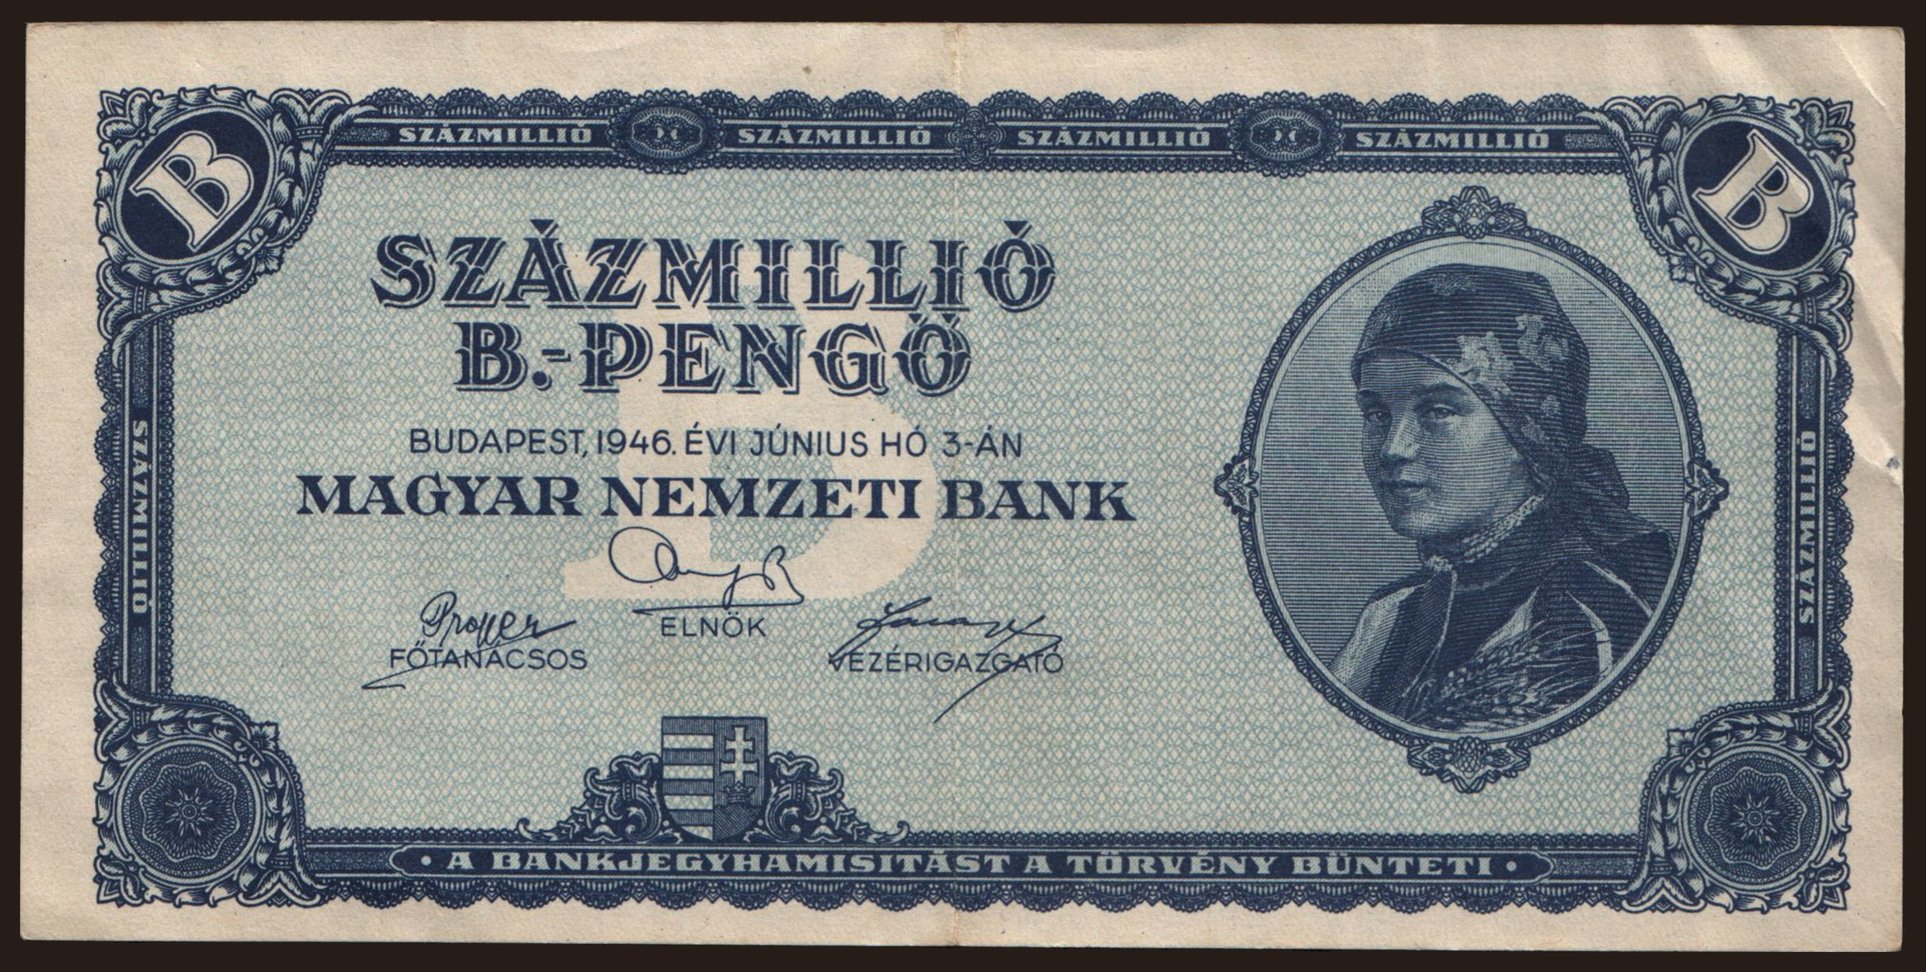 SZÁZMILLIÓ SZÁZMILLIÓ SZÁZMILLIÓ SZÁZMILLIÓ
B B
SZÁZMILLIÓ
B.-PENGŐ
B
BUDAPEST, 1946. ÉVI JÚNIUS HÓ 3-ÁN
MAGYAR NEMZETI BANK
SZÁZMILLIÓ
SZÁZMILLIÓ
ELNÖK
FŐTANÁCSOS VEZÉRIGAZGATÓ
• A BANKJEGYHAMISITÁST A TÖRVÉNY BÜNTETI •